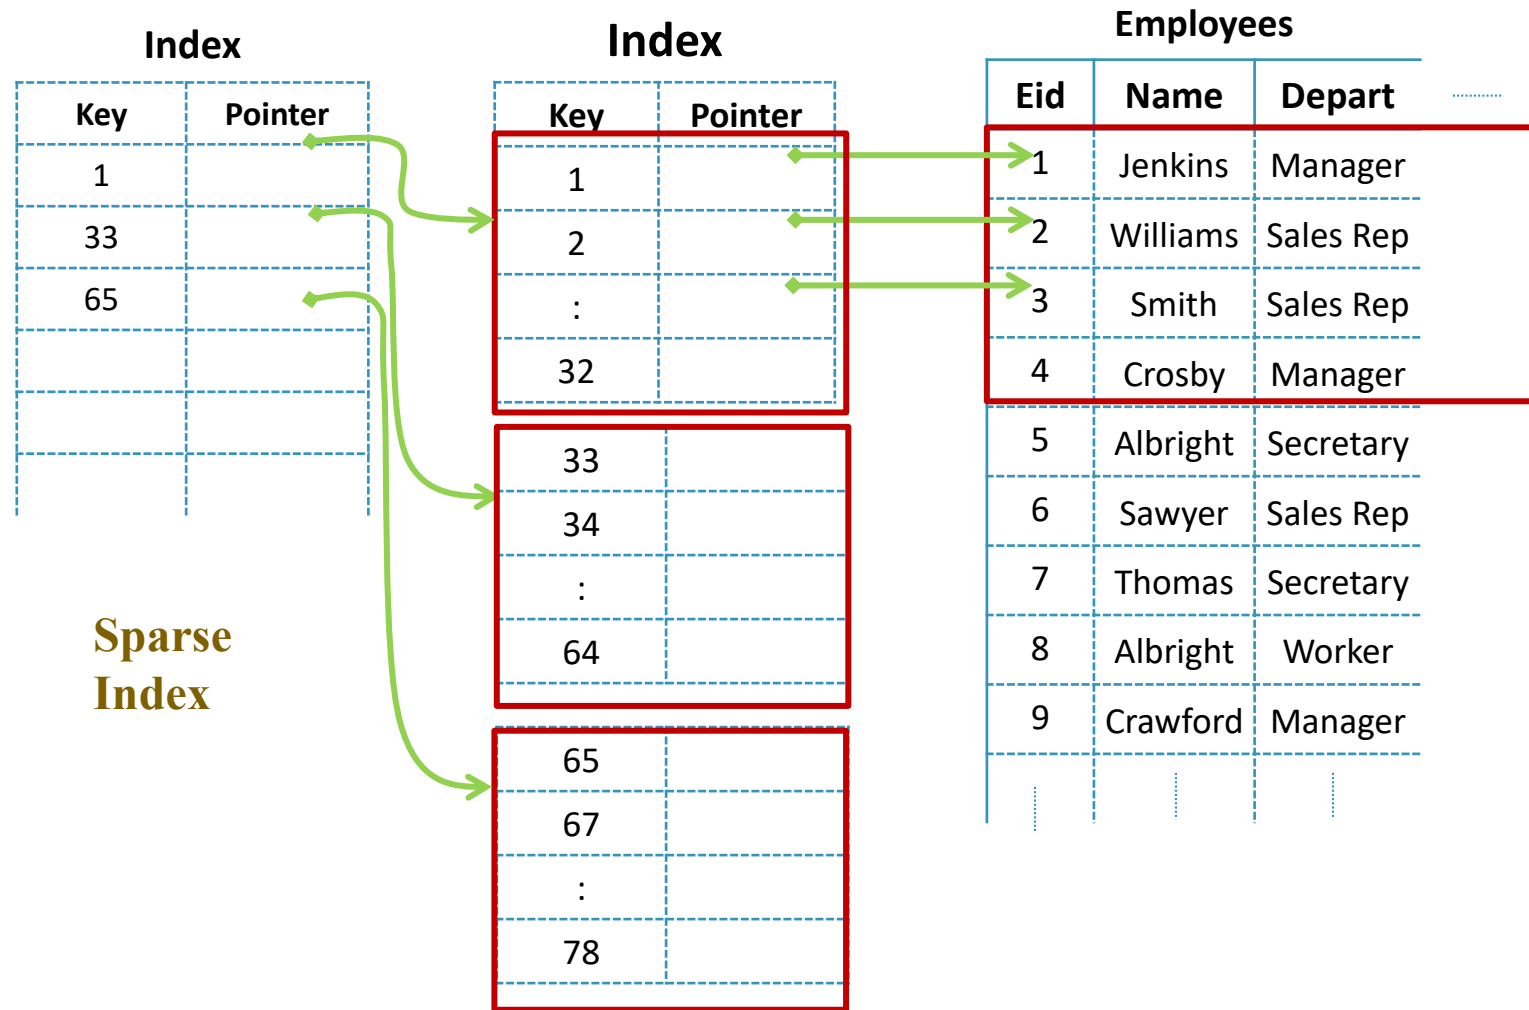 Index
Key Pointer
1
33
65
Sparse
Index
Index
Key Pointer
1
2
:
32
33
34
:
64
65
67
:
78
Employees
Eid Name Depart
1 Jenkins Manager
2 Williams Sales Rep
3 Smith Sales Rep
4 Crosby Manager
5 Albright Secretary
6 Sawyer Sales Rep
7 Thomas Secretary
8 Albright Worker
9 Crawford Manager